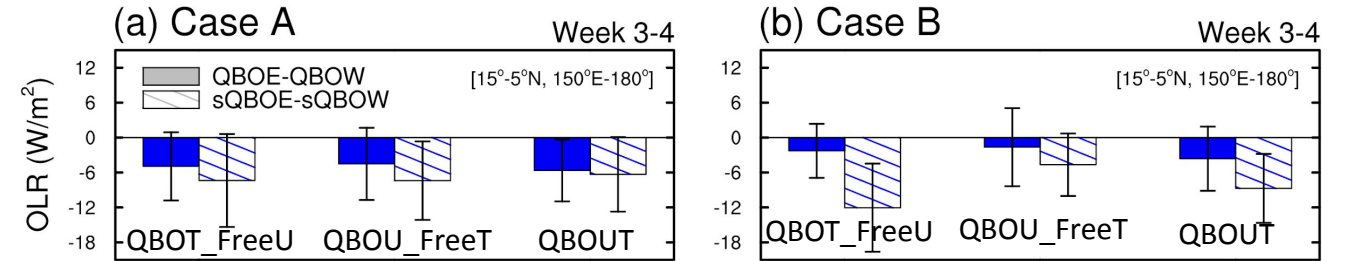 (a) Case A
Week 3-4
OLR (W/m²)
12
6
0
-6
-12
-18
QBOE-QBOW
sQBOE-sQBOW
[15°-5°N, 150°E-180°]
QBOT_FreeU
QBOU_FreeT
QBOUT
(b) Case B
Week 3-4
12
6
0
-6
-12
-18
[15°-5°N, 150°E-180°]
QBOT_FreeU
QBOU_FreeT
QBOUT